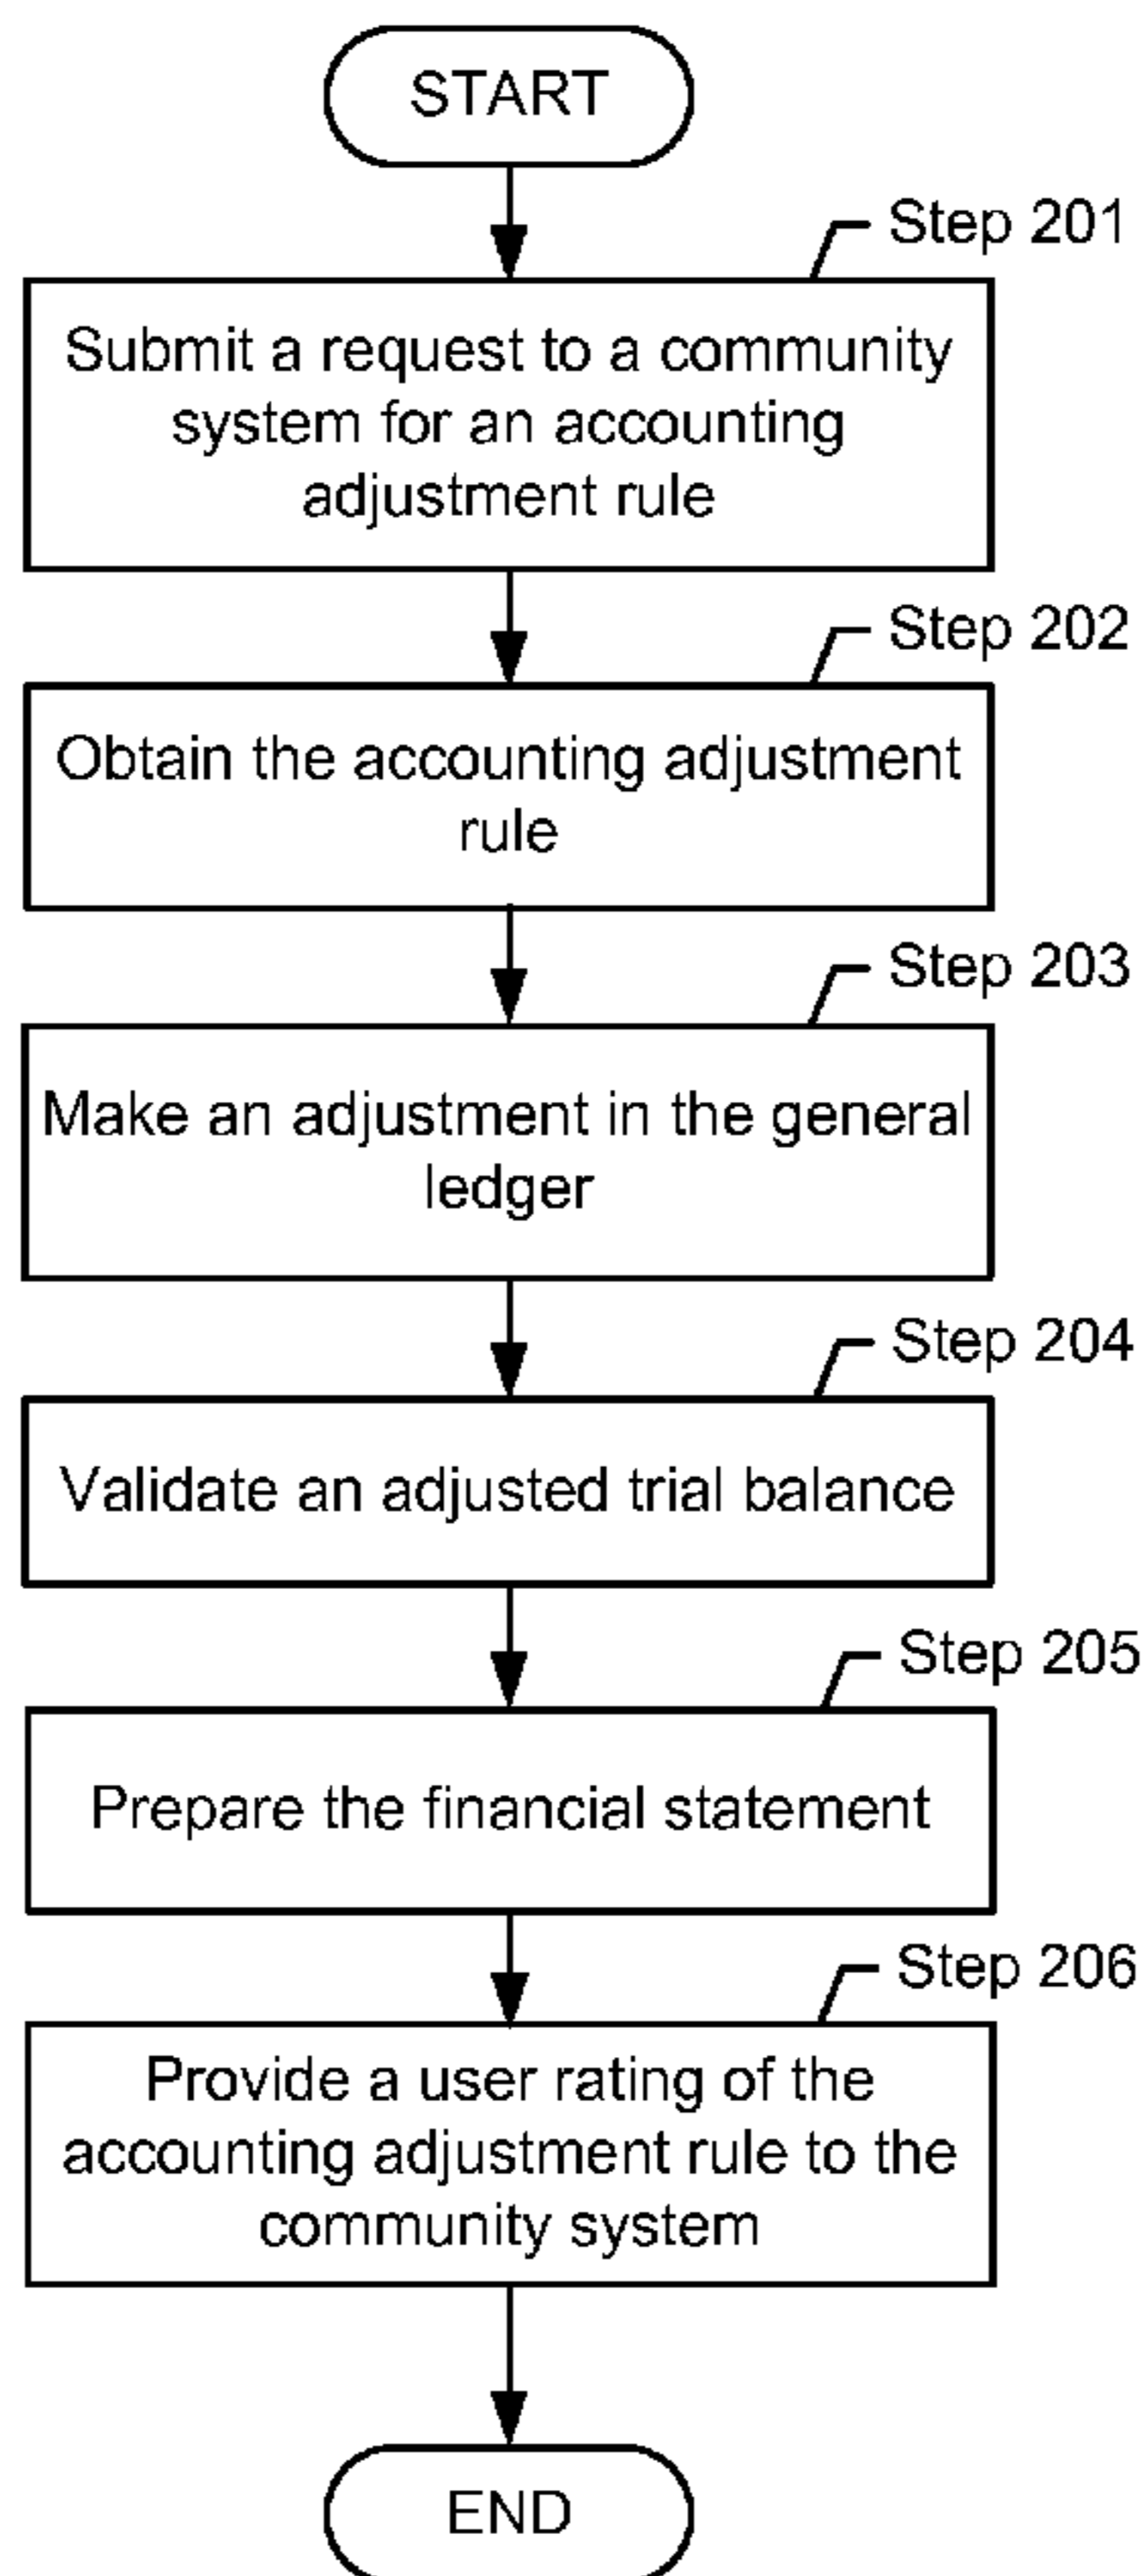 START
Step 201
Submit a request to a community
system for an accounting
adjustment rule
Step 202
Obtain the accounting adjustment
rule
Step 203
Make an adjustment in the general
ledger
Step 204
Validate an adjusted trial balance
Step 205
Prepare the financial statement
Step 206
Provide a user rating of the
accounting adjustment rule to the
community system
END